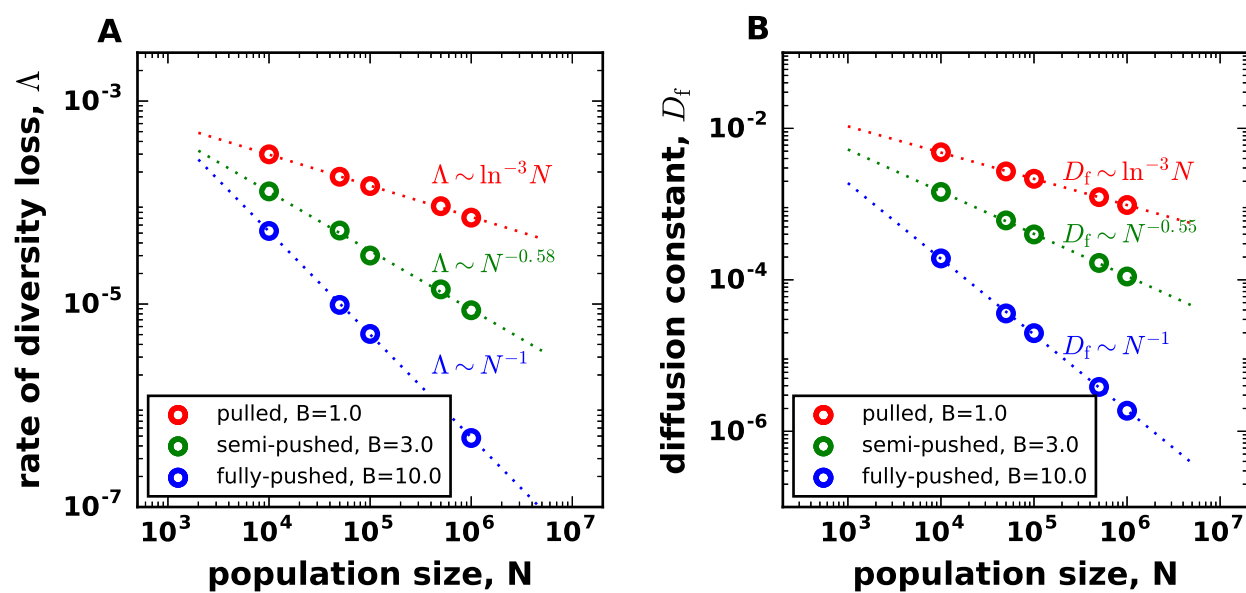 A
rate of diversity loss, Λ
10⁻³
10⁻⁵
10⁻⁷
Λ ∼ ln⁻³N
Λ ∼ N⁻⁰·⁵⁸
Λ ∼ N⁻¹
pulled, B=1.0
semi-pushed, B=3.0
fully-pushed, B=10.0
10³ 10⁴ 10⁵ 10⁶ 10⁷
population size, N
B
diffusion constant, D_f
10⁻²
10⁻⁴
10⁻⁶
D_f ∼ ln⁻³N
D_f ∼ N⁻⁰·⁵⁵
D_f ∼ N⁻¹
pulled, B=1.0
semi-pushed, B=3.0
fully-pushed, B=10.0
10³ 10⁴ 10⁵ 10⁶ 10⁷
population size, N